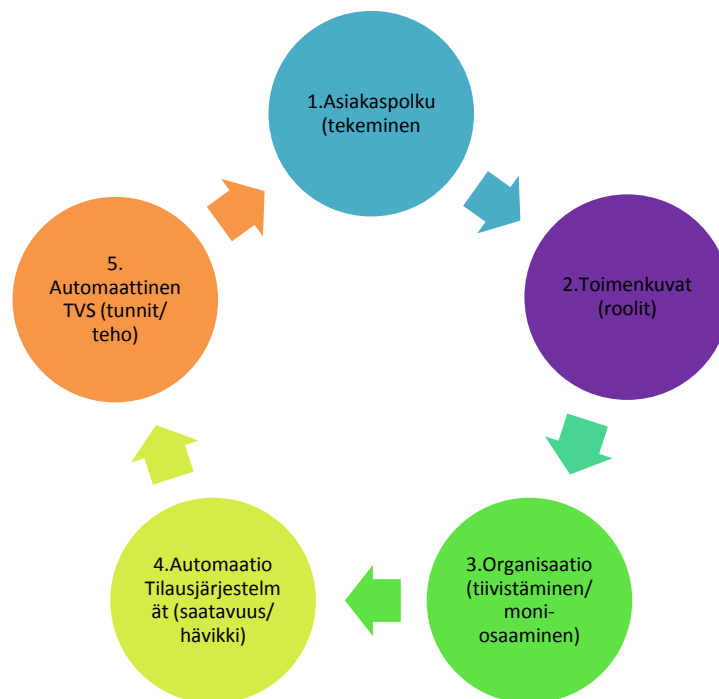 1.Asiakaspolku
(tekeminen
2.Toimenkuvat
(roolit)
3.Organisaatio
(tiivistäminen/
moni-
osaaminen)
4.Automaatio
Tilausjärjestelm
ät (saatavuus/
hävikki)
5.
Automaattinen
TVS (tunnit/
teho)